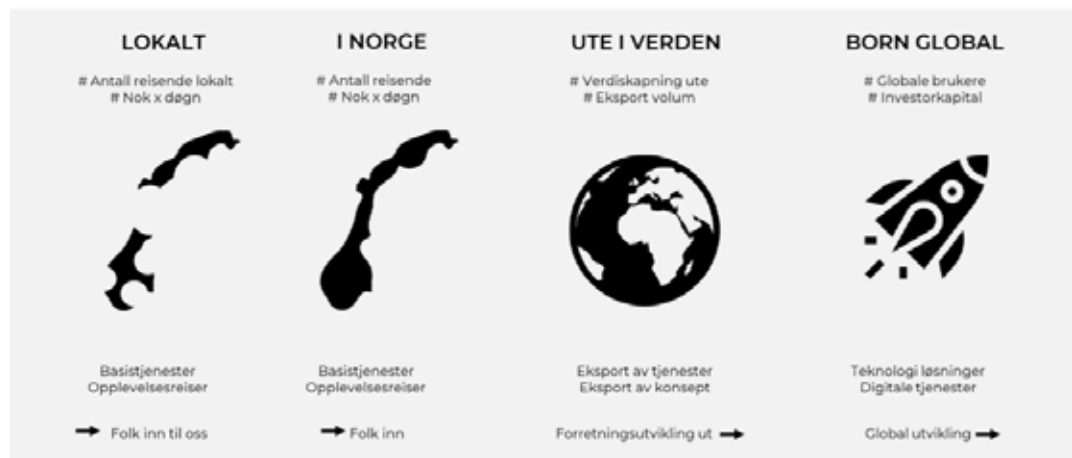 LOKALT
# Antall reisende lokalt
# Nok x døgn
Basistjenester
Opplevelsesreiser
Folk inn til oss
I NORGE
# Antall reisende
# Nok x døgn
Basistjenester
Opplevelsesreiser
Folk inn
UTE I VERDEN
# Verdiskapning ute
# Eksport volum
Eksport av tjenester
Eksport av konsept
Forretningsutvikling ut
BORN GLOBAL
# Globale brukere
# Investorkapital
Teknologi løsninger
Digitale tjenester
Global utvikling